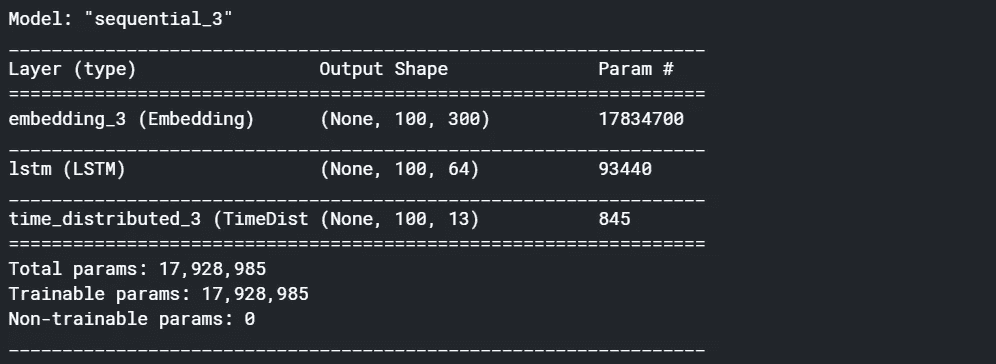 Model: "sequential_3"
_________________________________________________________________
Layer (type)                 Output Shape              Param #
=================================================================
embedding_3 (Embedding)      (None, 100, 300)          17834700
_________________________________________________________________
lstm (LSTM)                  (None, 100, 64)           93440
_________________________________________________________________
time_distributed_3 (TimeDist (None, 100, 13)           845
=================================================================
Total params: 17,928,985
Trainable params: 17,928,985
Non-trainable params: 0
_________________________________________________________________